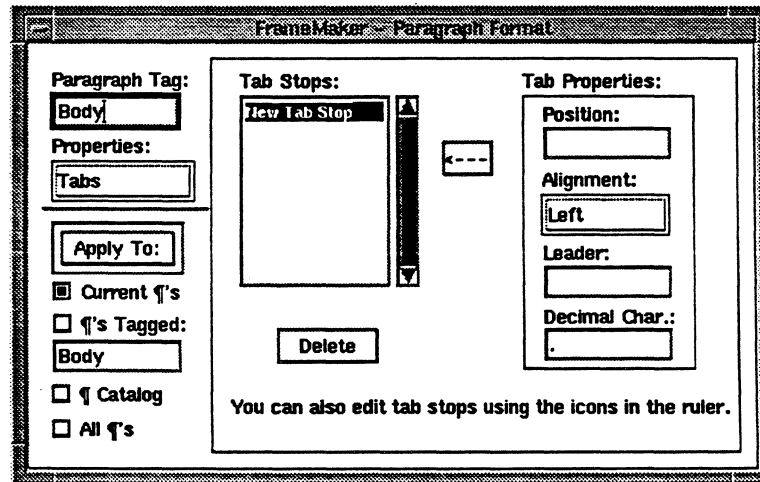 FrameMaker -- Paragraph Format
Paragraph Tag:
Body
Properties:
Tabs
Apply To:
Current ¶'s
¶'s Tagged:
Body
¶ Catalog
All ¶'s
Tab Stops:
New Tab Stop
<---
Delete
Tab Properties:
Position:
Alignment:
Left
Leader:
Decimal Char.:
.
You can also edit tab stops using the icons in the ruler.